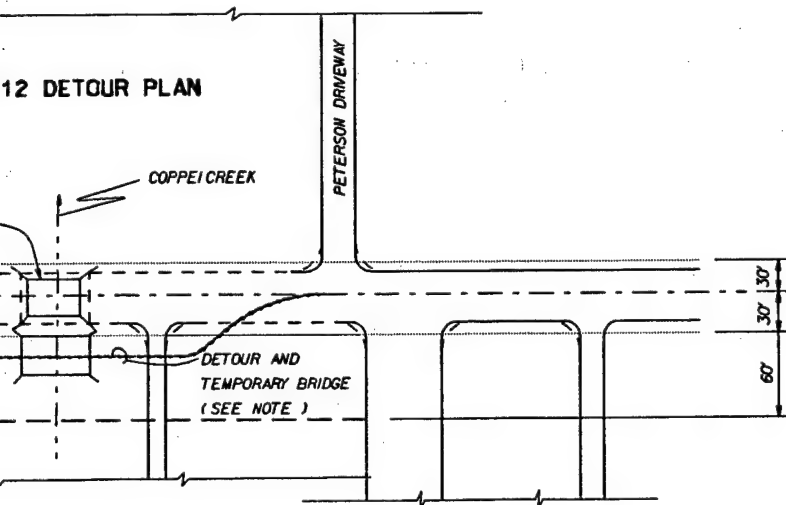 12 DETOUR PLAN
PETERSON DRIVEWAY
COPPEI CREEK
30'
30'
DETOUR AND
TEMPORARY BRIDGE
( SEE NOTE )
60'